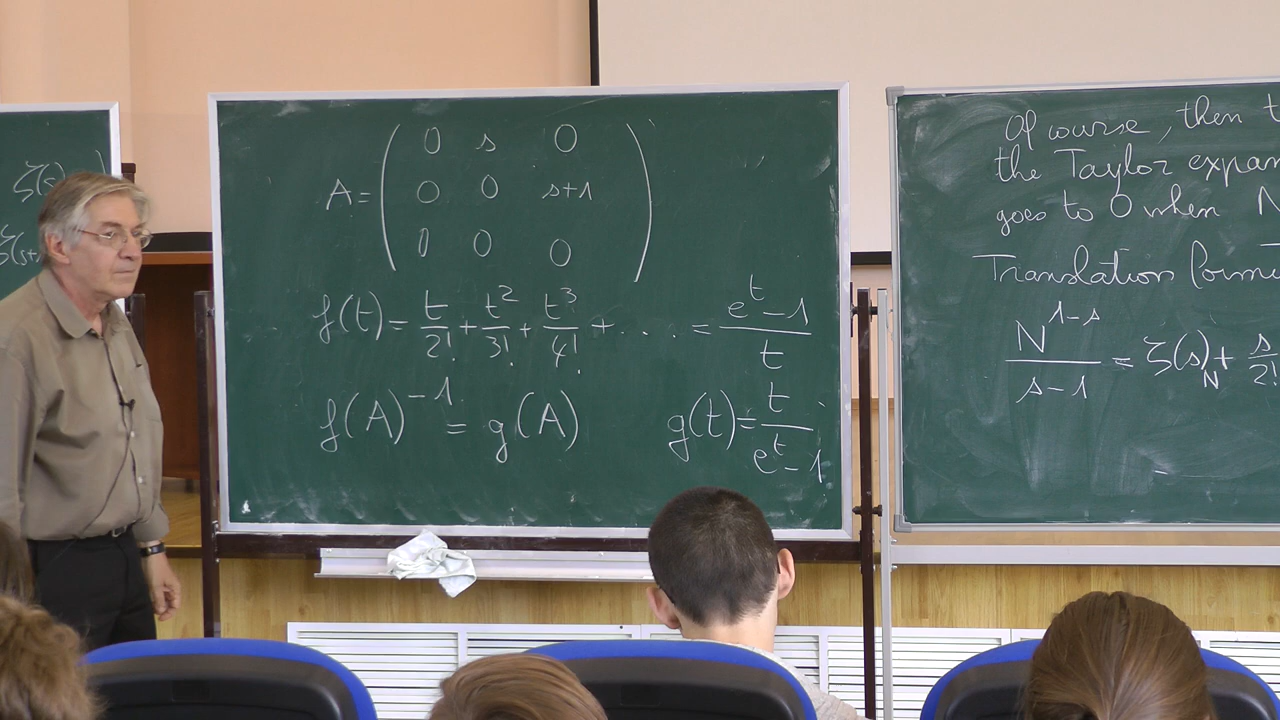 ζ(s)
ζ(s+
A = ( 0 s 0
0 0 s+1
0 0 0 )
f(t) = t/2! + t²/3! + t³/4! + .... = (e^t - 1)/t
f(A)^-1 = g(A) g(t) = t/(e^t - 1)
Of course, then t
the Taylor expan
goes to 0 when N
Translation formu
N^(1-s)/(s-1) = ζ(s)_N + s/2!